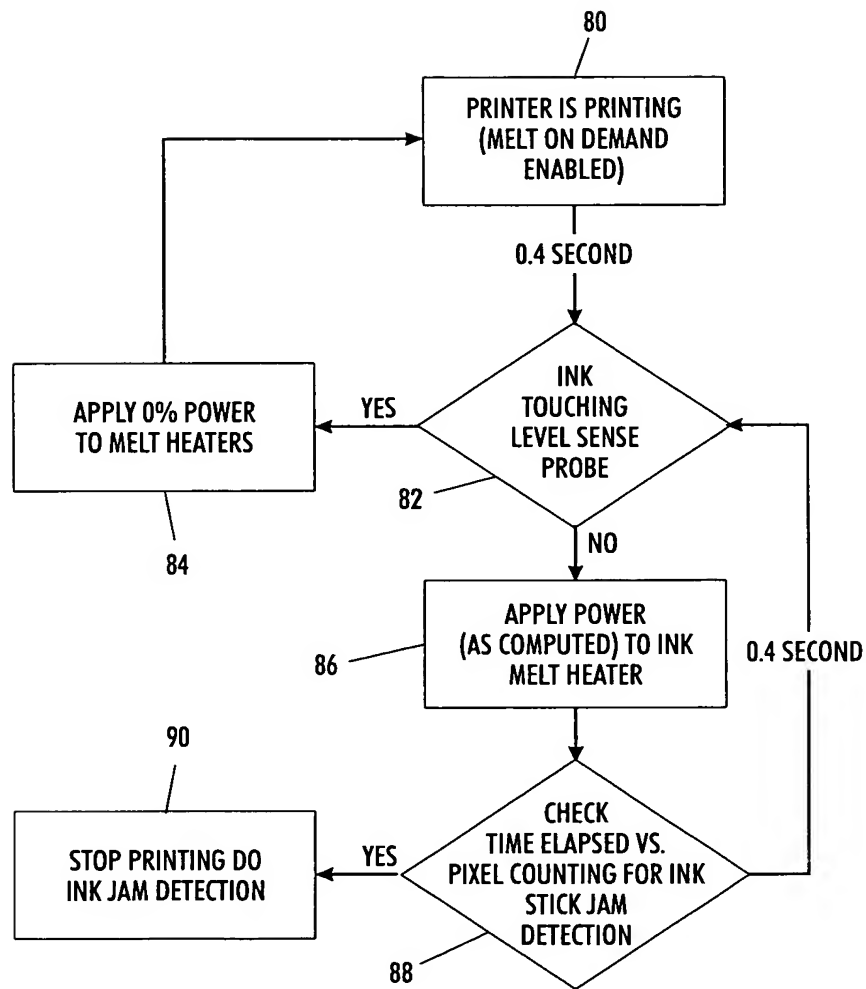 80
PRINTER IS PRINTING
(MELT ON DEMAND
ENABLED)
0.4 SECOND
INK
TOUCHING
LEVEL SENSE
PROBE
82
YES
APPLY 0% POWER
TO MELT HEATERS
84
NO
APPLY POWER
(AS COMPUTED) TO INK
MELT HEATER
86
0.4 SECOND
CHECK
TIME ELAPSED VS.
PIXEL COUNTING FOR INK
STICK JAM
DETECTION
88
YES
90
STOP PRINTING DO
INK JAM DETECTION